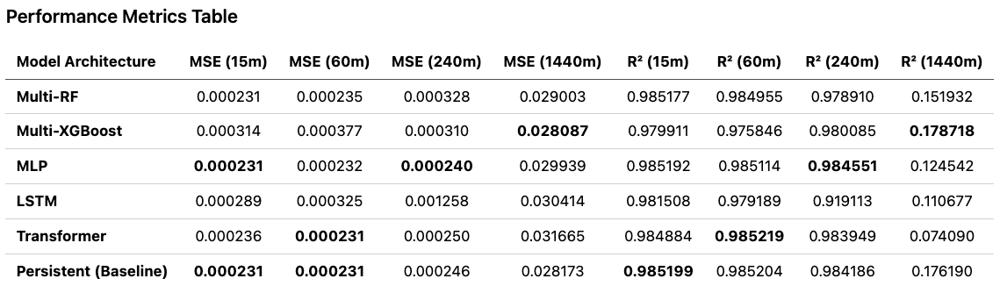 Performance Metrics Table
Model Architecture MSE (15m) MSE (60m) MSE (240m) MSE (1440m) R² (15m) R² (60m) R² (240m) R² (1440m)
Multi-RF 0.000231 0.000235 0.000328 0.029003 0.985177 0.984955 0.978910 0.151932
Multi-XGBoost 0.000314 0.000377 0.000310 0.028087 0.979911 0.975846 0.980085 0.178718
MLP 0.000231 0.000232 0.000240 0.029939 0.985192 0.985114 0.984551 0.124542
LSTM 0.000289 0.000325 0.001258 0.030414 0.981508 0.979189 0.919113 0.110677
Transformer 0.000236 0.000231 0.000250 0.031665 0.984884 0.985219 0.983949 0.074090
Persistent (Baseline) 0.000231 0.000231 0.000246 0.028173 0.985199 0.985204 0.984186 0.176190